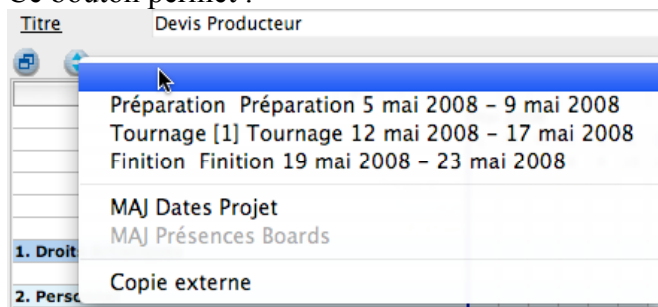 Ce bouton permet :
Titre Devis Producteur
Préparation Préparation 5 mai 2008 – 9 mai 2008
Tournage [1] Tournage 12 mai 2008 – 17 mai 2008
Finition Finition 19 mai 2008 – 23 mai 2008
MAJ Dates Projet
MAJ Présences Boards
1. Droit
Copie externe
2. Perso